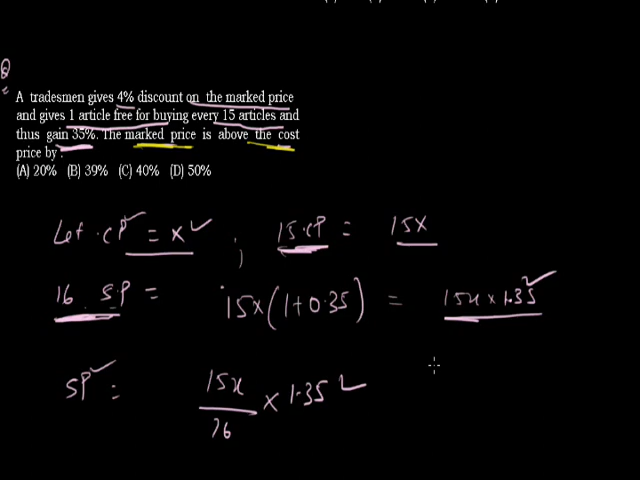 Q
A tradesmen gives 4% discount on the marked price
and gives 1 article free for buying every 15 articles and
thus gain 35%. The marked price is above the cost
price by :
(A) 20% (B) 39% (C) 40% (D) 50%
Let CP = x ; 15 CP = 15x
16 S.P = 15x(1+0.35) = 15x x 1.35
SP = 15x/16 x 1.35